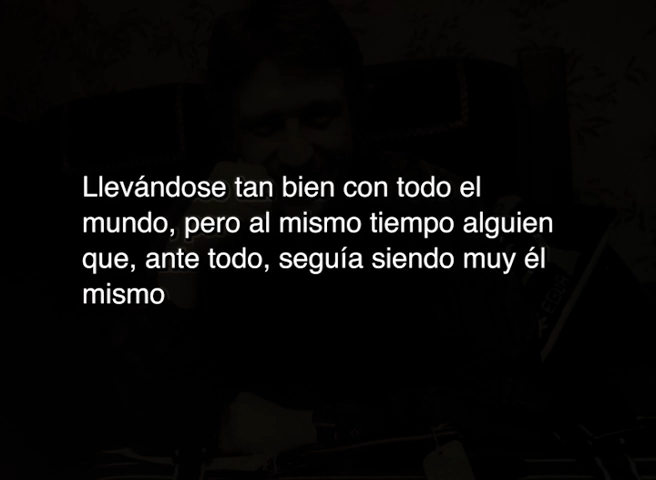 Llevándose tan bien con todo el
mundo, pero al mismo tiempo alguien
que, ante todo, seguía siendo muy él
mismo